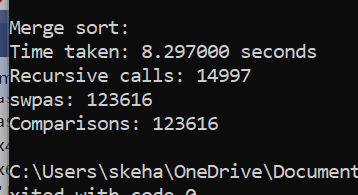 Merge sort:
Time taken: 8.297000 seconds
Recursive calls: 14997
swpas: 123616
Comparisons: 123616
C:\Users\skeha\OneDrive\Document
xited with code 0